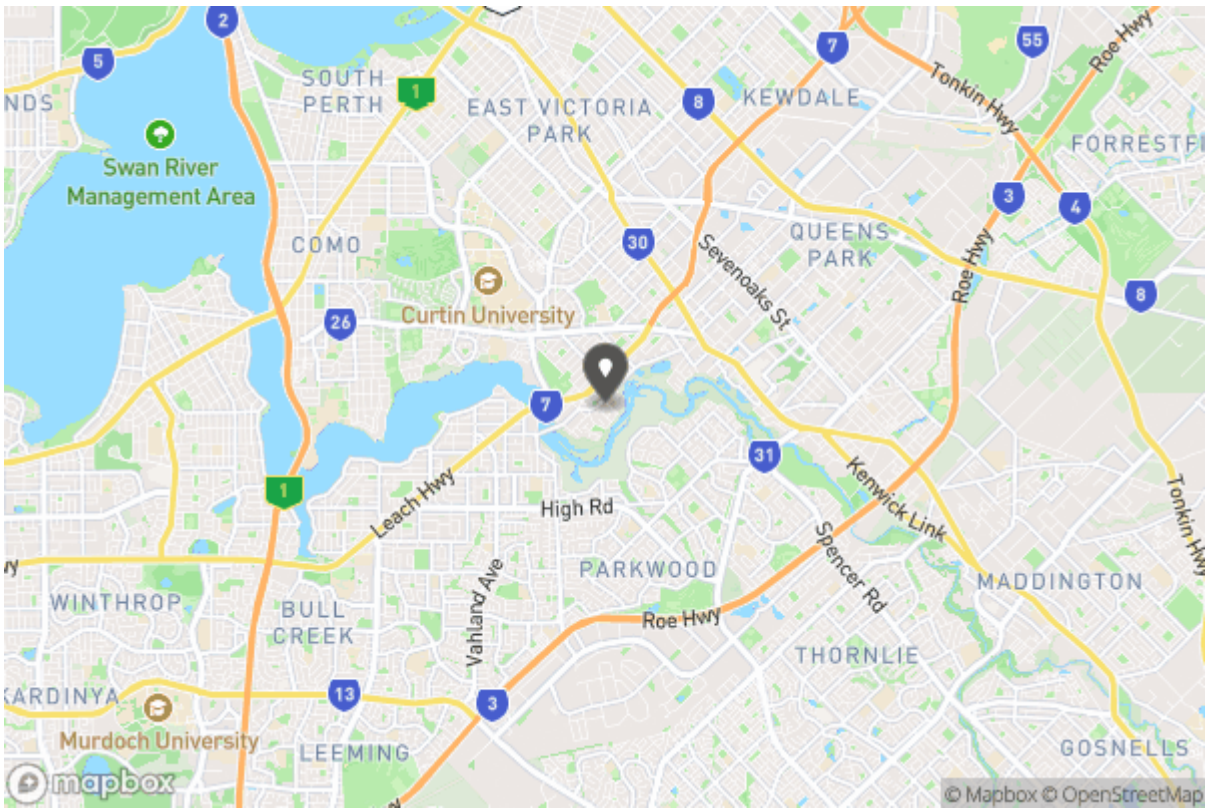 2
55
7
Roe Hwy
5
SOUTH
PERTH
1
Tonkin Hwy
NDS
EAST VICTORIA
PARK
8
KEWDALE
FORRESTFI
Swan River
Management Area
3
4
COMO
30
QUEENS
PARK
Sevenoaks St
Roe Hwy
8
Curtin University
26
7
31
1
Leach Hwy
High Rd
Kenwick Link
Tonkin Hwy
Spencer Rd
wy
PARKWOOD
MADDINGTON
WINTHROP
BULL
CREEK
Vahland Ave
Roe Hwy
THORNLIE
KARDINYA
13
3
Murdoch University
LEEMING
GOSNELLS
mapbox
© Mapbox © OpenStreetMap